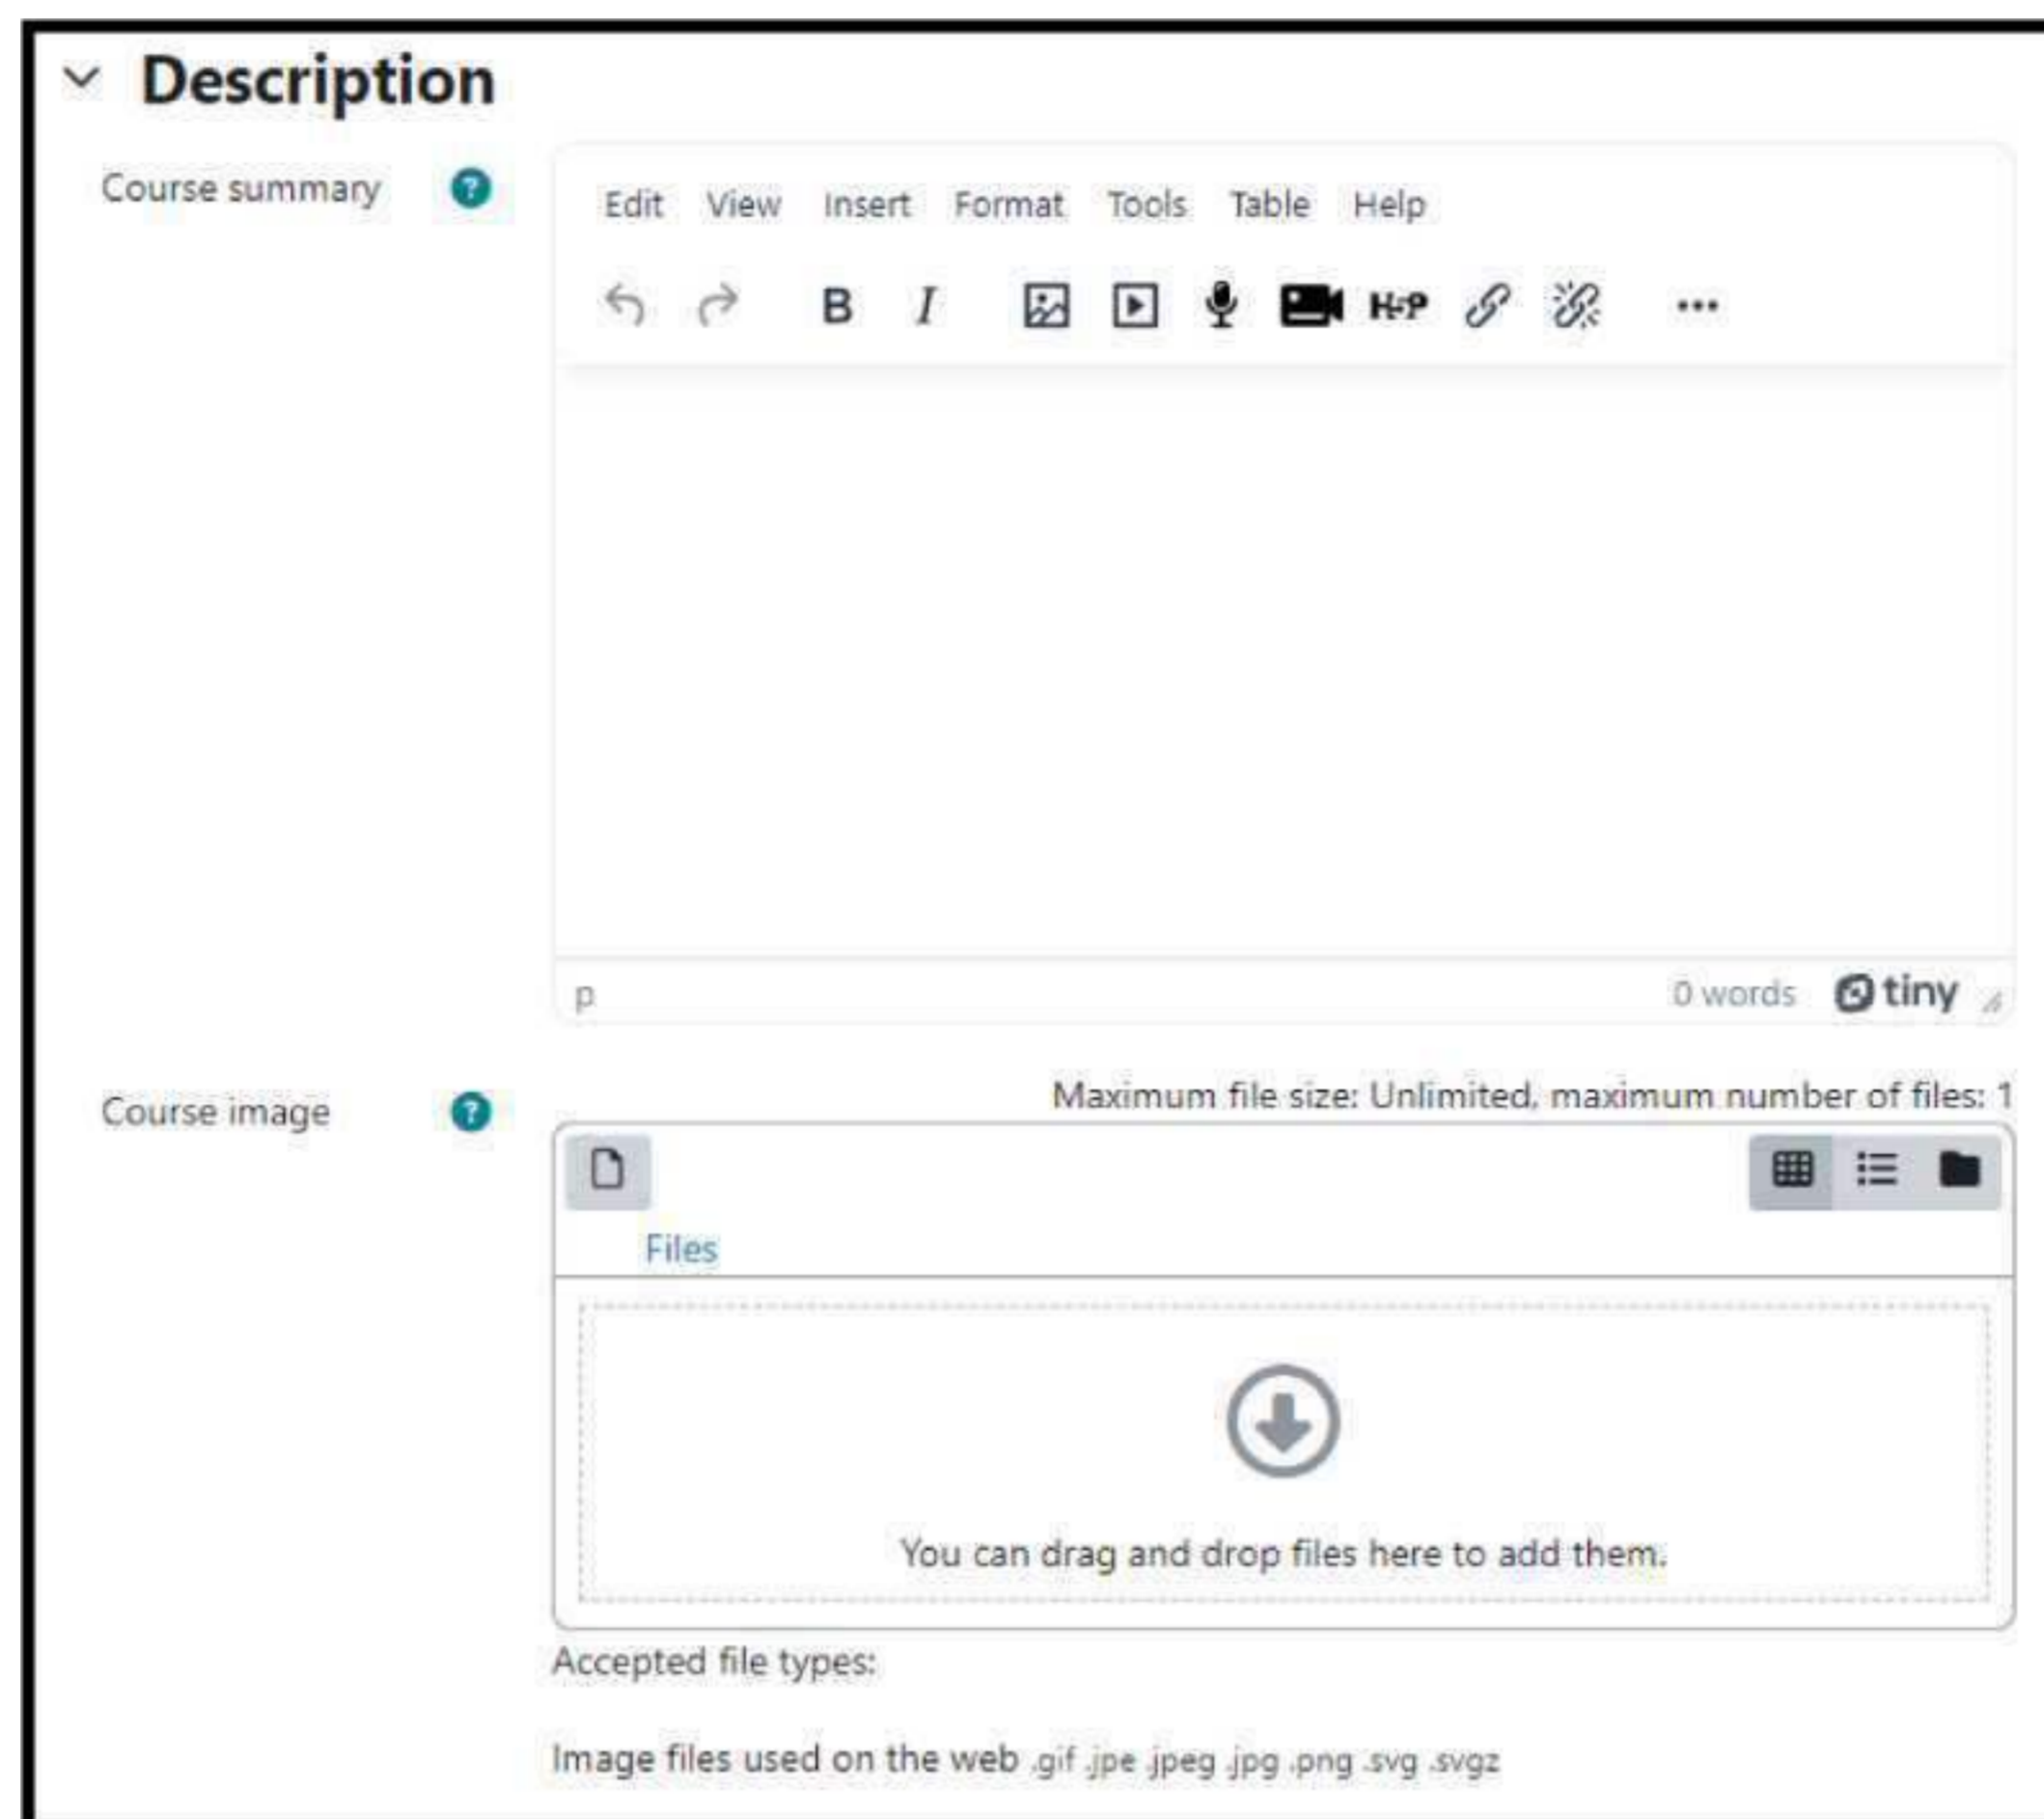 Description
Course summary ?
Edit View Insert Format Tools Table Help
B I H5P ...
p 0 words tiny
Course image ?
Maximum file size: Unlimited, maximum number of files: 1
Files
You can drag and drop files here to add them.
Accepted file types:
Image files used on the web .gif .jpe .jpeg .jpg .png .svg .svgz